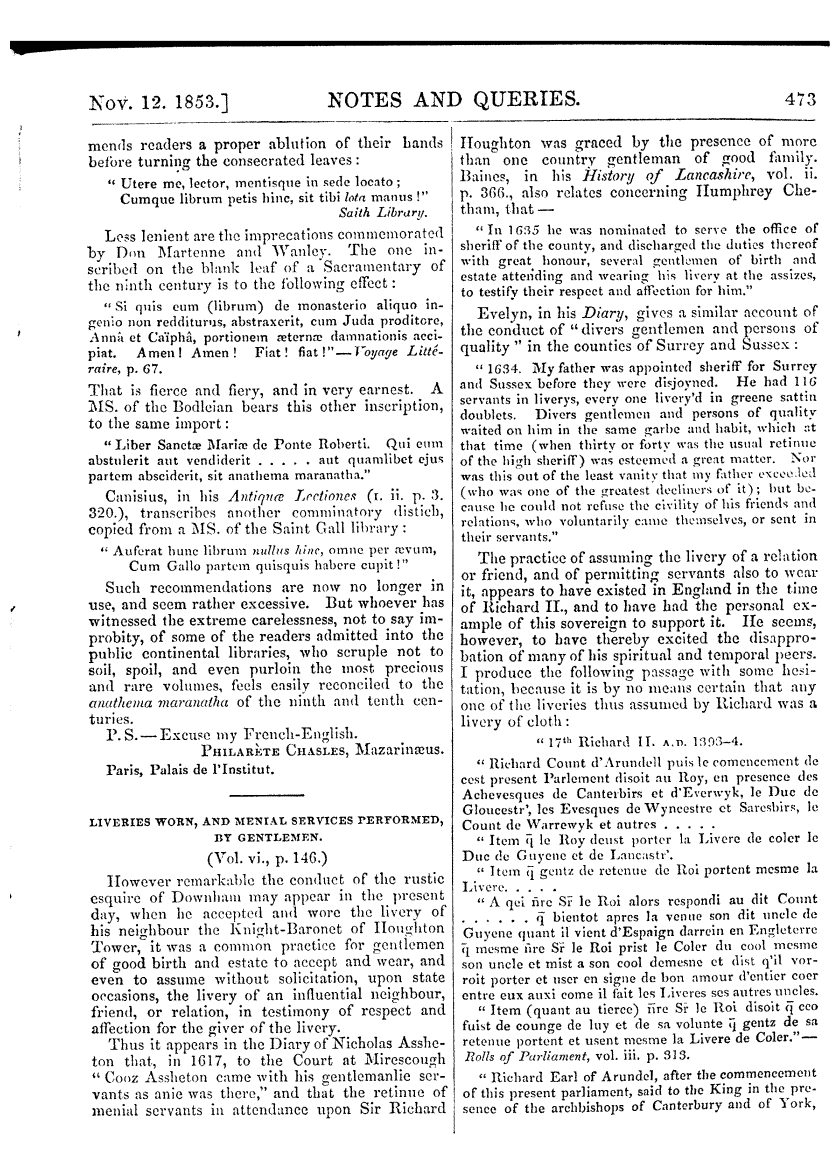 Nov. 12. 1853.] NOTES AND QUERIES. 473
mends readers a proper ablution of their hands
before turning the consecrated leaves:
" Utere me, lector, mentisque in sede locato;
Cumque librum petis hinc, sit tibi lota manus!"
Saith Library.
Less lenient are the imprecations commemorated
by Don Martenne and Wanley. The one in-
scribed on the blank leaf of a Sacramentary of
the ninth century is to the following effect:
" Si quis eum (librum) de monasterio aliquo in-
genio non redditurus, abstraxerit, cum Juda proditore,
Annâ et Caïphâ, portionem æternæ damnationis acci-
piat. Amen! Amen! Fiat! fiat!"—Voyage Litté-
raire, p. 67.
That is fierce and fiery, and in very earnest. A
MS. of the Bodleian bears this other inscription,
to the same import:
" Liber Sanctæ Mariæ de Ponte Roberti. Qui eum
abstulerit aut vendiderit . . . . . aut quamlibet ejus
partem absciderit, sit anathema maranatha."
Canisius, in his Antiquæ Lectiones (I. ii. p. 3.
320.), transcribes another comminatory distich,
copied from a MS. of the Saint Gall library:
" Auferat hunc librum nullus hinc, omne per ævum,
Cum Gallo partem quisquis habere cupit!"
Such recommendations are now no longer in
use, and seem rather excessive. But whoever has
witnessed the extreme carelessness, not to say im-
probity, of some of the readers admitted into the
public continental libraries, who scruple not to
soil, spoil, and even purloin the most precious
and rare volumes, feels easily reconciled to the
anathema maranatha of the ninth and tenth cen-
turies.
P. S.—Excuse my French-English.
PHILARÈTE CHASLES, Mazarinæus.
Paris, Palais de l'Institut.
LIVERIES WORN, AND MENIAL SERVICES PERFORMED,
BY GENTLEMEN.
(Vol. vi., p. 146.)
However remarkable the conduct of the rustic
esquire of Downham may appear in the present
day, when he accepted and wore the livery of
his neighbour the Knight-Baronet of Houghton
Tower, it was a common practice for gentlemen
of good birth and estate to accept and wear, and
even to assume without solicitation, upon state
occasions, the livery of an influential neighbour,
friend, or relation, in testimony of respect and
affection for the giver of the livery.
Thus it appears in the Diary of Nicholas Asshe-
ton that, in 1617, to the Court at Mirescough
" Cooz Assheton came with his gentlemanlie ser-
vants as anie was there," and that the retinue of
menial servants in attendance upon Sir Richard
Houghton was graced by the presence of more
than one country gentleman of good family.
Baines, in his History of Lancashire, vol. ii.
p. 366., also relates concerning Humphrey Che-
tham, that —
" In 1635 he was nominated to serve the office of
sheriff of the county, and discharged the duties thereof
with great honour, several gentlemen of birth and
estate attending and wearing his livery at the assizes,
to testify their respect and affection for him."
Evelyn, in his Diary, gives a similar account of
the conduct of "divers gentlemen and persons of
quality" in the counties of Surrey and Sussex:
" 1634. My father was appointed sheriff for Surrey
and Sussex before they were disjoyned. He had 116
servants in liverys, every one livery'd in greene sattin
doublets. Divers gentlemen and persons of quality
waited on him in the same garbe and habit, which at
that time (when thirty or forty was the usual retinue
of the high sheriff) was esteemed a great matter. Nor
was this out of the least vanity that my father exceeded
(who was one of the greatest decliners of it); but be-
cause he could not refuse the civility of his friends and
relations, who voluntarily came themselves, or sent in
their servants."
The practice of assuming the livery of a relation
or friend, and of permitting servants also to wear
it, appears to have existed in England in the time
of Richard II., and to have had the personal ex-
ample of this sovereign to support it. He seems,
however, to have thereby excited the disappro-
bation of many of his spiritual and temporal peers.
I produce the following passage with some hesi-
tation, because it is by no means certain that any
one of the liveries thus assumed by Richard was a
livery of cloth:
" 17th Richard II. A.D. 1393-4.
" Richard Count d'Arundell puis le comencement de
cest present Parlement disoit au Roy, en presence des
Achevesques de Canterbirs et d'Everwyk, le Duc de
Gloucestr', les Evesques de Wyncestre et Saresbirs, le
Count de Warrewyk et autres . . . . .
" Item q̄ le Roy deust porter la Livere de coler le
Duc de Guyene et de Lancastr'.
" Item q̄ gentz de retenue de Roi portent mesme la
Livere. . . . .
" A qei n̄re Sr̄ le Roi alors respondi au dit Count
. . . . . . q̄ bientot apres la venue son dit uncle de
Guyene quant il vient d'Espaign darrein en Engleterre
q̄ mesme n̄re Sr̄ le Roi prist le Coler du cool mesme
son uncle et mist a son cool demesne et dist q'il vor-
roit porter et user en signe de bon amour d'entier coer
entre eux auxi come il fait les Liveres ses autres uncles.
" Item (quant au tierce) n̄re Sr̄ le Roi disoit q̄ ceo
fuist de counge de luy et de sa volunte q̄ gentz de sa
retenue portent et usent mesme la Livere de Coler."—
Rolls of Parliament, vol. iii. p. 313.
" Richard Earl of Arundel, after the commencement
of this present parliament, said to the King in the pre-
sence of the archbishops of Canterbury and of York,